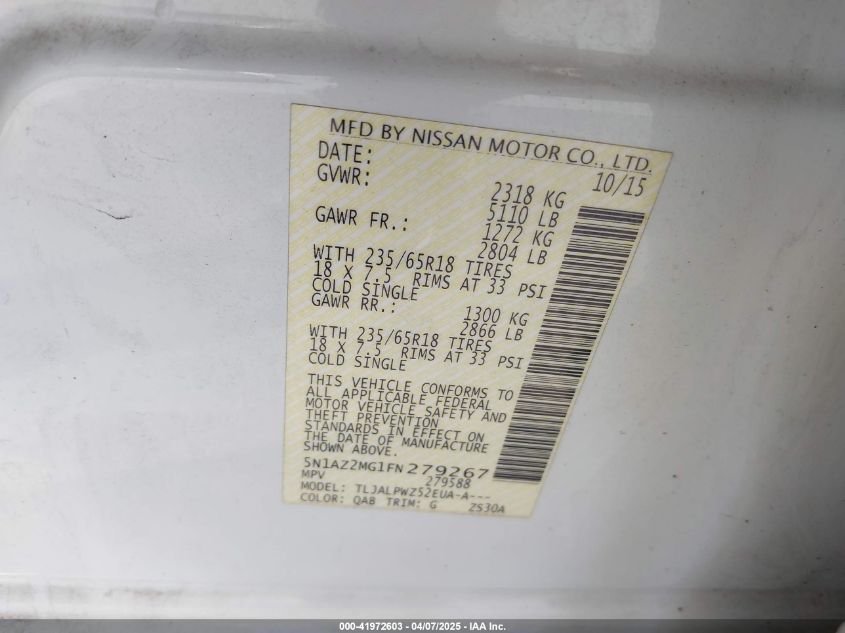 MFD BY NISSAN MOTOR CO., LTD.
DATE: 10/15
GVWR: 2318 KG
5110 LB
GAWR FR.: 1272 KG
2804 LB
WITH 235/65R18 TIRES
18 X 7.5 RIMS AT 33 PSI
COLD SINGLE
GAWR RR.: 1300 KG
2866 LB
WITH 235/65R18 TIRES
18 X 7.5 RIMS AT 33 PSI
COLD SINGLE
THIS VEHICLE CONFORMS TO
ALL APPLICABLE FEDERAL
MOTOR VEHICLE SAFETY AND
THEFT PREVENTION
STANDARDS IN EFFECT ON
THE DATE OF MANUFACTURE
SHOWN ABOVE.
5N1AZ2MG1FN279267
MPV 279588
MODEL: TLJALPWZ52EUA-A---
COLOR: QAB TRIM: G ZS30A
000-41972603 - 04/07/2025 - IAA Inc.